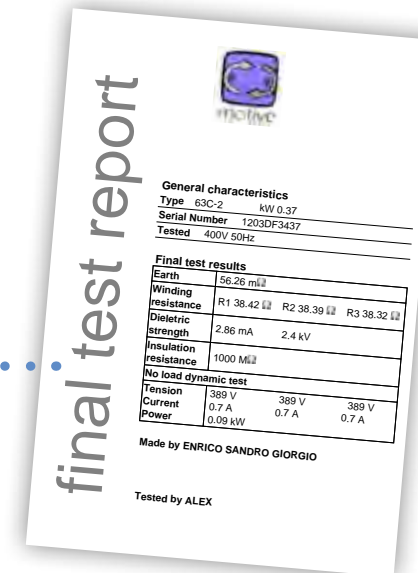 final test report
motive
General characteristics
Type 63C-2 kW 0.37
Serial Number 1203DF3437
Tested 400V 50Hz
Final test results
Earth 56.26 mΩ
Winding resistance R1 38.42 Ω R2 38.39 Ω R3 38.32 Ω
Dieletric strength 2.86 mA 2.4 kV
Insulation resistance 1000 MΩ
No load dynamic test
Tension 389 V 389 V 389 V
Current 0.7 A 0.7 A 0.7 A
Power 0.09 kW
Made by ENRICO SANDRO GIORGIO
Tested by ALEX